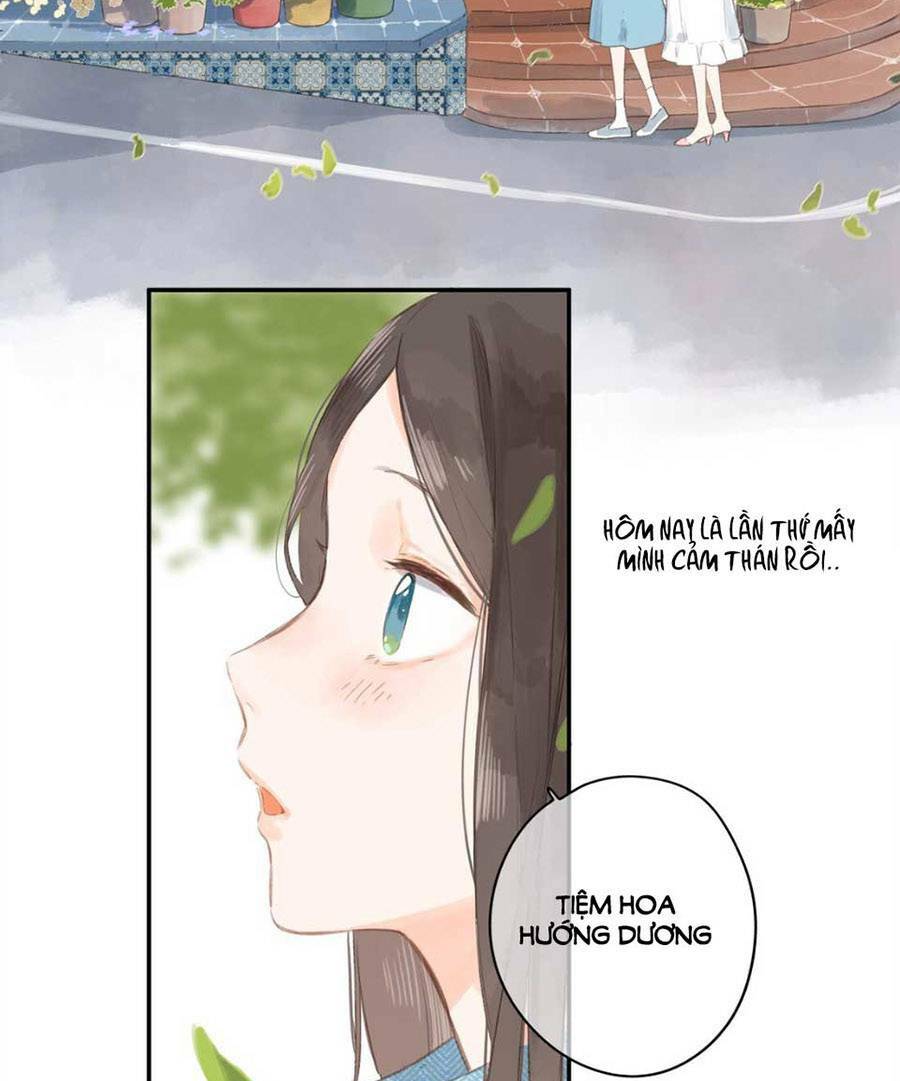 HÔM NAY LÀ LẦN THỨ MẤY
MÌNH CẢM THÁN RỒI..
TIỆM HOA
HƯỚNG DƯƠNG